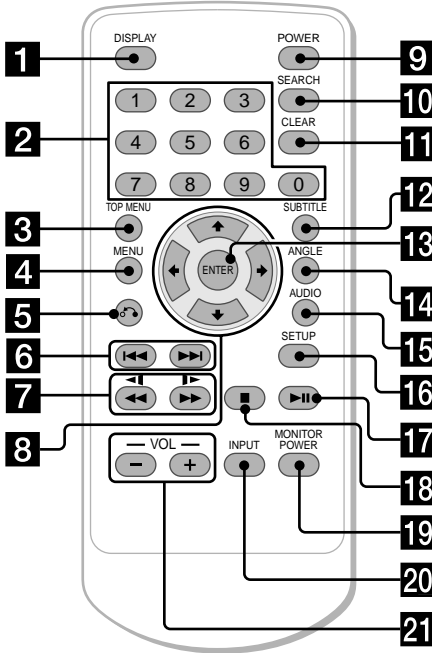 DISPLAY
POWER
1
9
SEARCH
2
1 2 3
10
CLEAR
4 5 6
11
7 8 9 0
TOP MENU
SUBTITLE
12
3
13
MENU
ENTER
ANGLE
4
14
AUDIO
5
15
SETUP
6
16
7
17
8
VOL
INPUT
MONITOR
POWER
18
– +
19
20
21